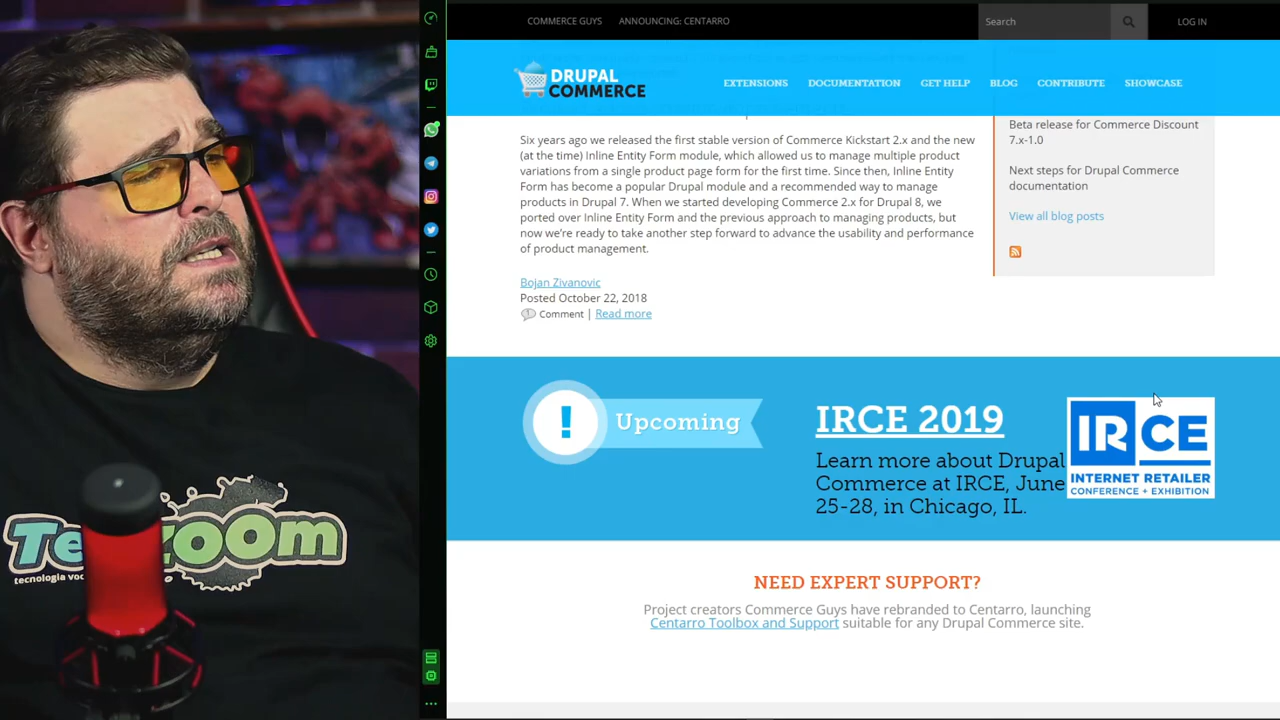 COMMERCE GUYS ANNOUNCING: CENTARRO
Search
LOG IN
DRUPAL
COMMERCE
EXTENSIONS DOCUMENTATION GET HELP BLOG CONTRIBUTE SHOWCASE
Six years ago we released the first stable version of Commerce Kickstart 2.x and the new
(at the time) Inline Entity Form module, which allowed us to manage multiple product
variations from a single product page form for the first time. Since then, Inline Entity
Form has become a popular Drupal module and a recommended way to manage
products in Drupal 7. When we started developing Commerce 2.x for Drupal 8, we
ported over Inline Entity Form and the previous approach to managing products, but
now we're ready to take another step forward to advance the usability and performance
of product management.
Bojan Zivanovic
Posted October 22, 2018
1 Comment | Read more
Beta release for Commerce Discount
7.x-1.0
Next steps for Drupal Commerce
documentation
View all blog posts
! Upcoming
IRCE 2019
Learn more about Drupal
Commerce at IRCE, June
25-28, in Chicago, IL.
IRCE
INTERNET RETAILER
CONFERENCE + EXHIBITION
NEED EXPERT SUPPORT?
Project creators Commerce Guys have rebranded to Centarro, launching
Centarro Toolbox and Support suitable for any Drupal Commerce site.